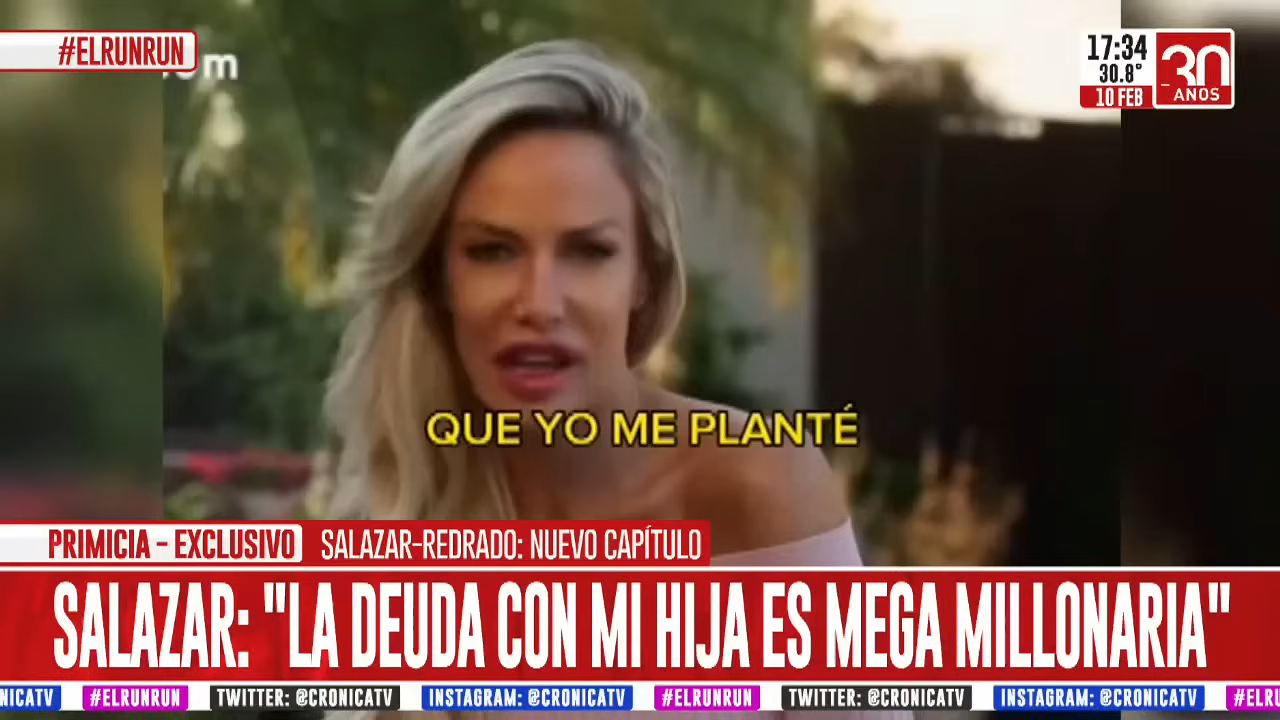 #ELRUNRUN
17:34
30.8°
10 FEB
30
AÑOS
QUE YO ME PLANTÉ
PRIMICIA - EXCLUSIVO
SALAZAR-REDRADO: NUEVO CAPÍTULO
SALAZAR: "LA DEUDA CON MI HIJA ES MEGA MILLONARIA"
NICATV #ELRUNRUN TWITTER: @CRONICATV INSTAGRAM: @CRONICATV #ELRUNRUN TWITTER: @CRONICATV INSTAGRAM: @CRONICATV #ELRU